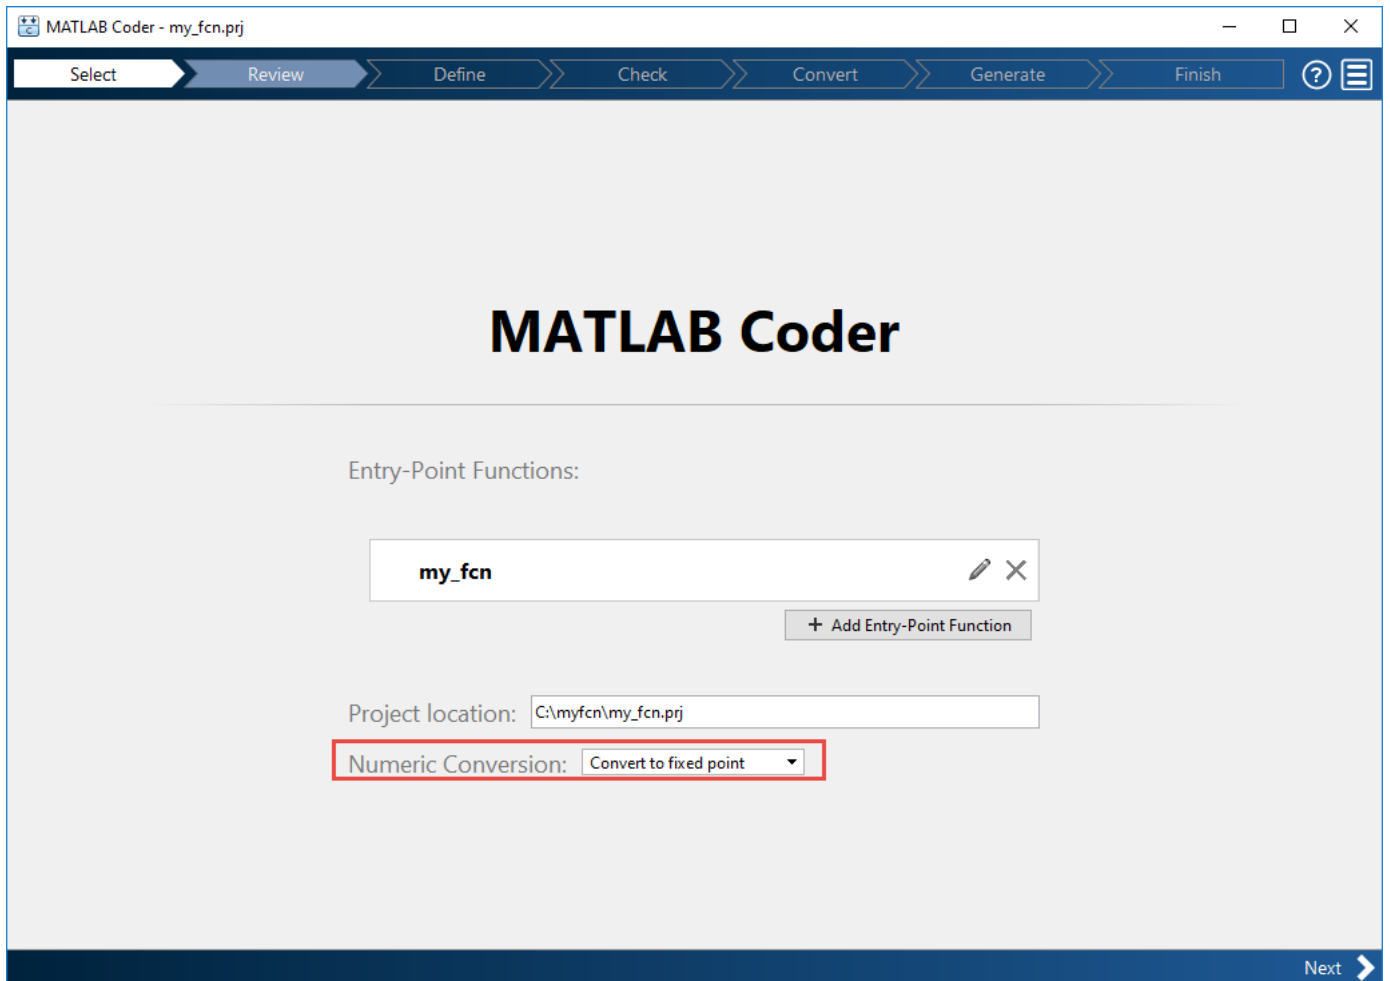 MATLAB Coder - my_fcn.prj
Select Review Define Check Convert Generate Finish ?
MATLAB Coder
Entry-Point Functions:
my_fcn
+ Add Entry-Point Function
Project location: C:\myfcn\my_fcn.prj
Numeric Conversion: Convert to fixed point
Next